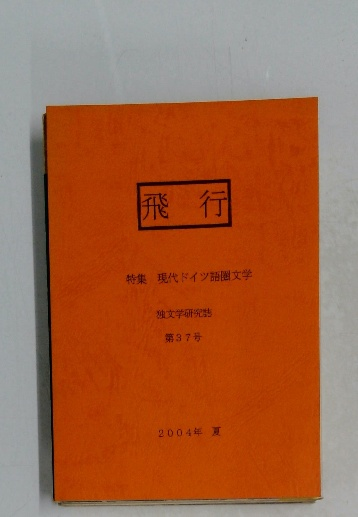 飛行
特集 現代ドイツ語圏文学
独文学研究誌
第37号
2004年 夏